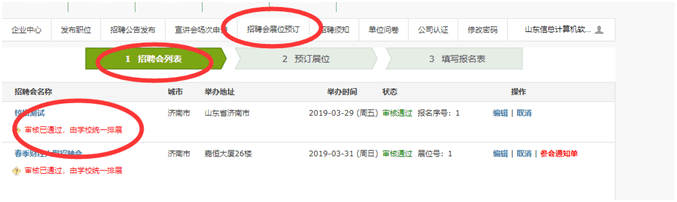 企业中心 发布职位 招聘公告发布 宣讲会场次申请 招聘会展位预订 招聘须知 单位问卷 公司认证 修改密码 山东信总计算机软...
1 招聘会列表 2 预订展位 3 填写报名表
招聘会名称 城市 举办地址 举办时间 状态 操作
测试 济南市 山东省济南市 2019-03-29 (周五) 审核通过 报名序号：1 编辑 | 取消
审核已通过，由学校统一排展
春季财经 招聘会 济南市 嘉恒大厦26楼 2019-03-31 (周日) 审核通过 展位号：1 编辑 | 取消 | 参会通知单
? 审核已通过，由学校统一排展